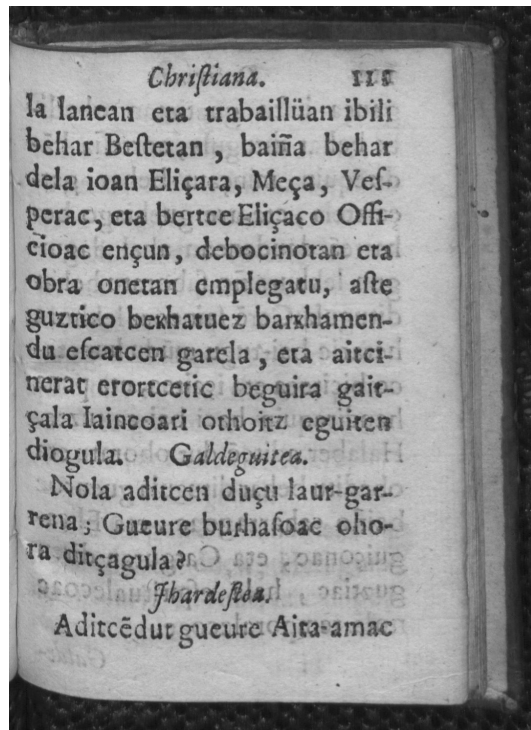 Chriſtiana. 111
la lanean eta trabaillüan ibili
behar Beſtetan, baiña behar
dela ioan Eliçara, Meça, Veſ-
perac, eta bertce Eliçaco Offi-
cioac ençun, debocinotan eta
obra onetan emplegatu, aſte
guztico bekhatuez barkhamen-
du eſcatcen garela, eta aitci-
nerat erortcetic beguira gait-
çala Iaincoari othoitz eguiten
diogula. Galdeguitea.
Nola aditcen duçu laur-gar-
rena; Gueure burhaſoac oho-
ra ditçagula?
Jhardeſtea.
Aditcẽdut gueure Aita-amac